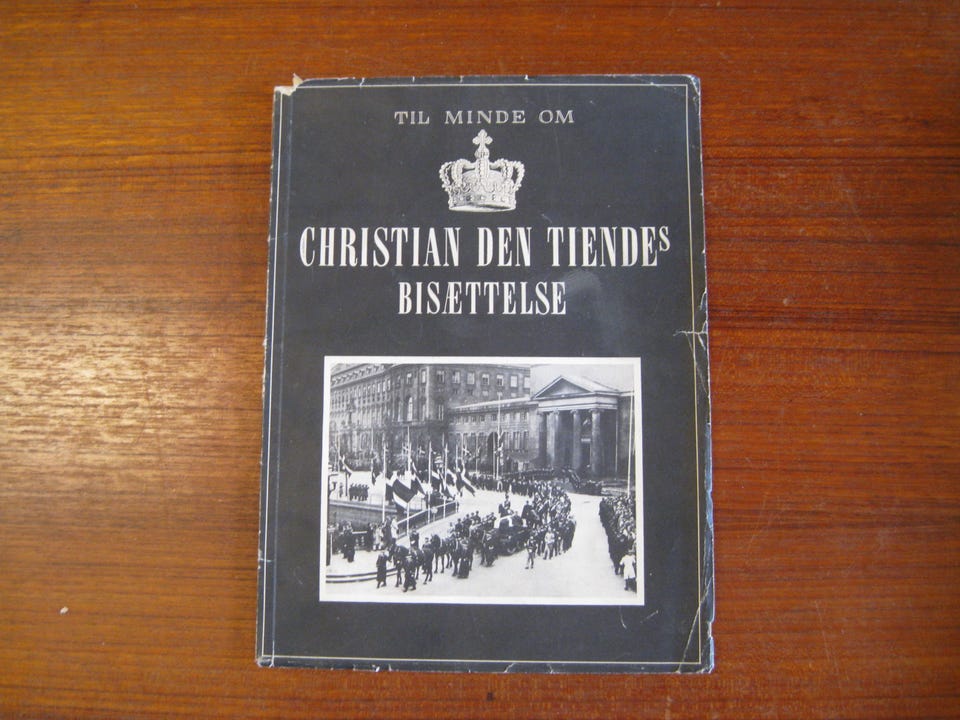 TIL MINDE OM
CHRISTIAN DEN TIENDES
BISÆTTELSE